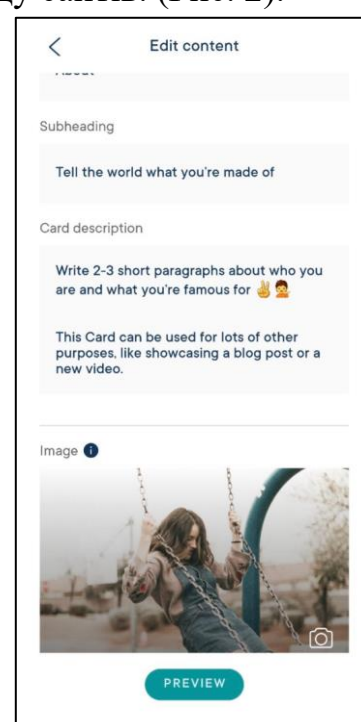 Edit content
About
Subheading
Tell the world what you're made of
Card description
Write 2-3 short paragraphs about who you
are and what you're famous for ✌️🤦
This Card can be used for lots of other
purposes, like showcasing a blog post or a
new video.
Image
PREVIEW